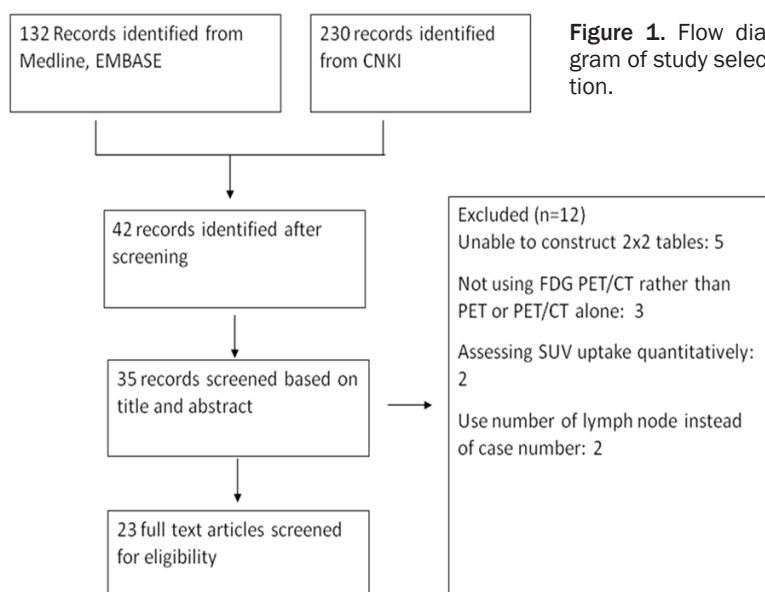 132 Records identified from
Medline, EMBASE
230 records identified
from CNKI
Figure 1. Flow dia-
gram of study selec-
tion.
42 records identified after
screening
35 records screened based on
title and abstract
Excluded (n=12)
Unable to construct 2x2 tables: 5
Not using FDG PET/CT rather than
PET or PET/CT alone: 3
Assessing SUV uptake quantitatively:
2
Use number of lymph node instead
of case number: 2
23 full text articles screened
for eligibility